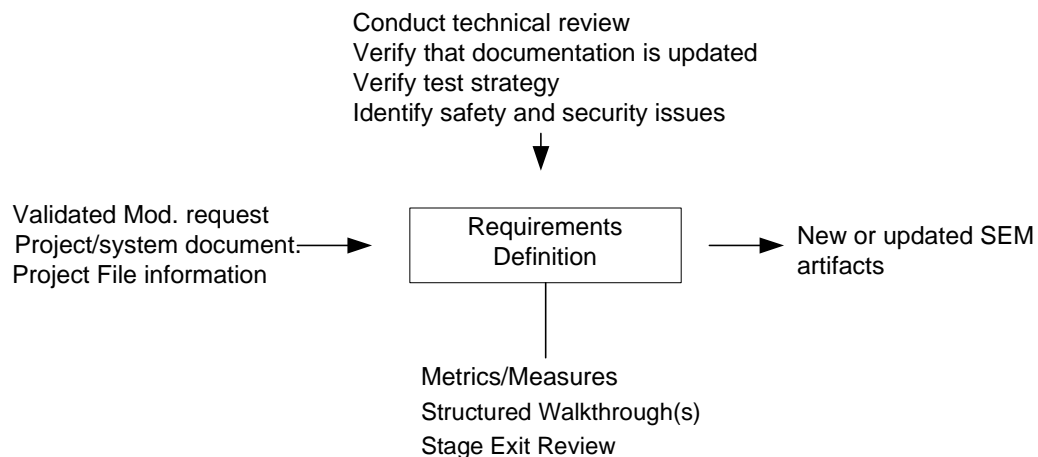 Conduct technical review
Verify that documentation is updated
Verify test strategy
Identify safety and security issues
Validated Mod. request
Project/system document.
Project File information
Requirements
Definition
New or updated SEM
artifacts
Metrics/Measures
Structured Walkthrough(s)
Stage Exit Review